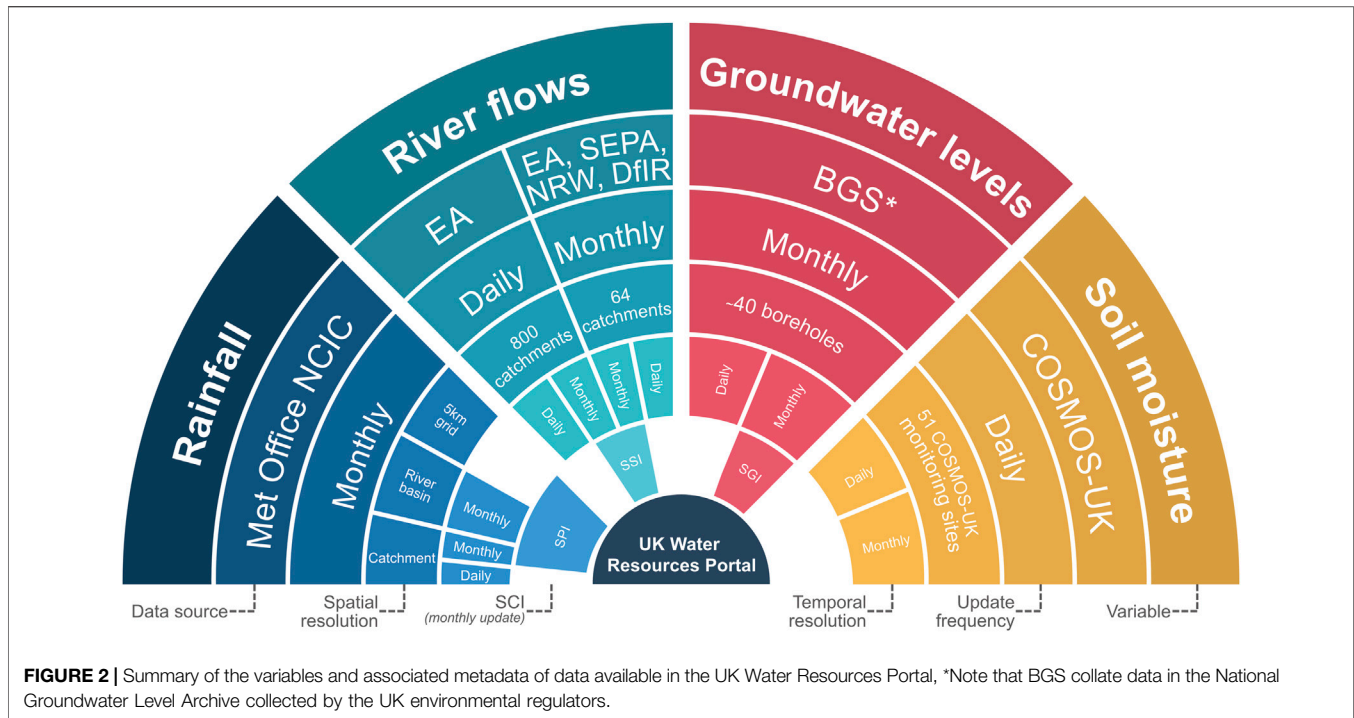 Rainfall
Met Office NCIC
Monthly
5km
grid
River
basin
Catchment
Monthly
Monthly
Daily
SPI
River flows
EA
EA, SEPA,
NRW, DfIR
Daily
Monthly
800
catchments
64
catchments
Daily
Monthly
Monthly
Daily
SSI
Groundwater levels
BGS*
Monthly
~40 boreholes
Daily
Monthly
SGI
Soil moisture
COSMOS-UK
Daily
51 COSMOS-UK
monitoring sites
Daily
Monthly
UK Water
Resources Portal
Data source
Spatial
resolution
SCI
(monthly update)
Temporal
resolution
Update
frequency
Variable
FIGURE 2 | Summary of the variables and associated metadata of data available in the UK Water Resources Portal, *Note that BGS collate data in the National
Groundwater Level Archive collected by the UK environmental regulators.